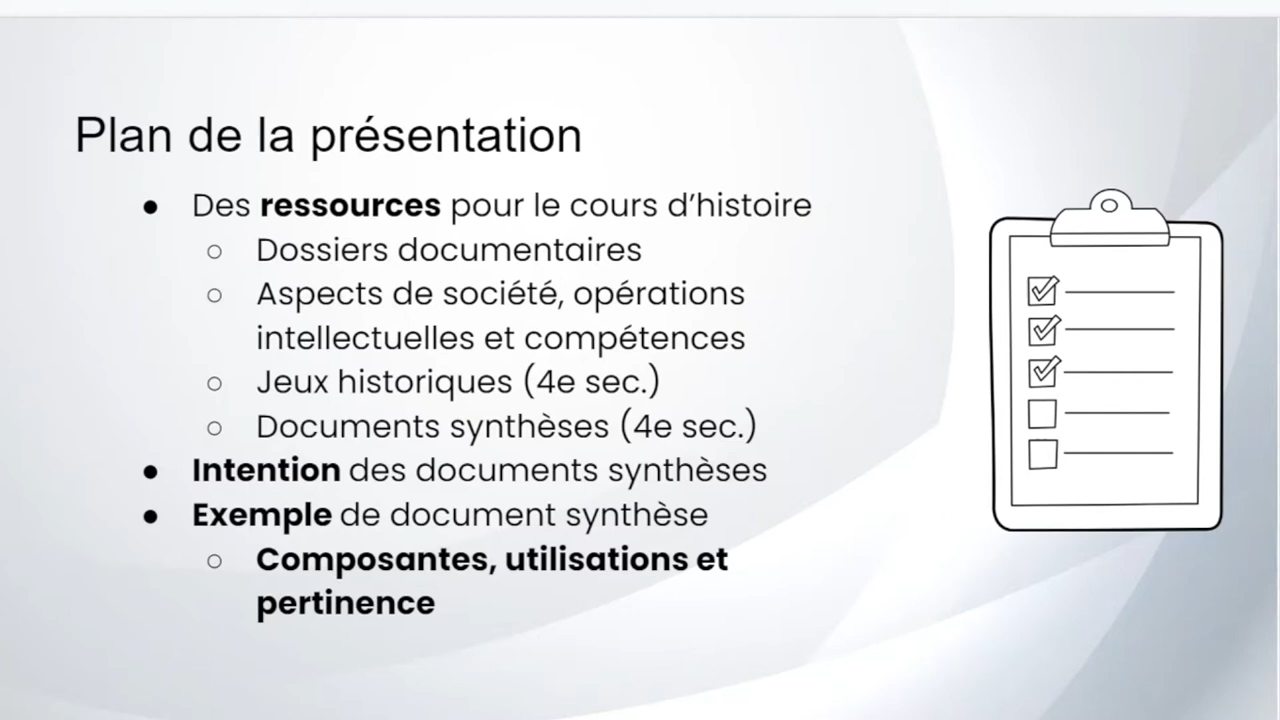 Plan de la présentation
● Des ressources pour le cours d’histoire
○ Dossiers documentaires
○ Aspects de société, opérations
intellectuelles et compétences
○ Jeux historiques (4e sec.)
○ Documents synthèses (4e sec.)
● Intention des documents synthèses
● Exemple de document synthèse
○ Composantes, utilisations et
pertinence